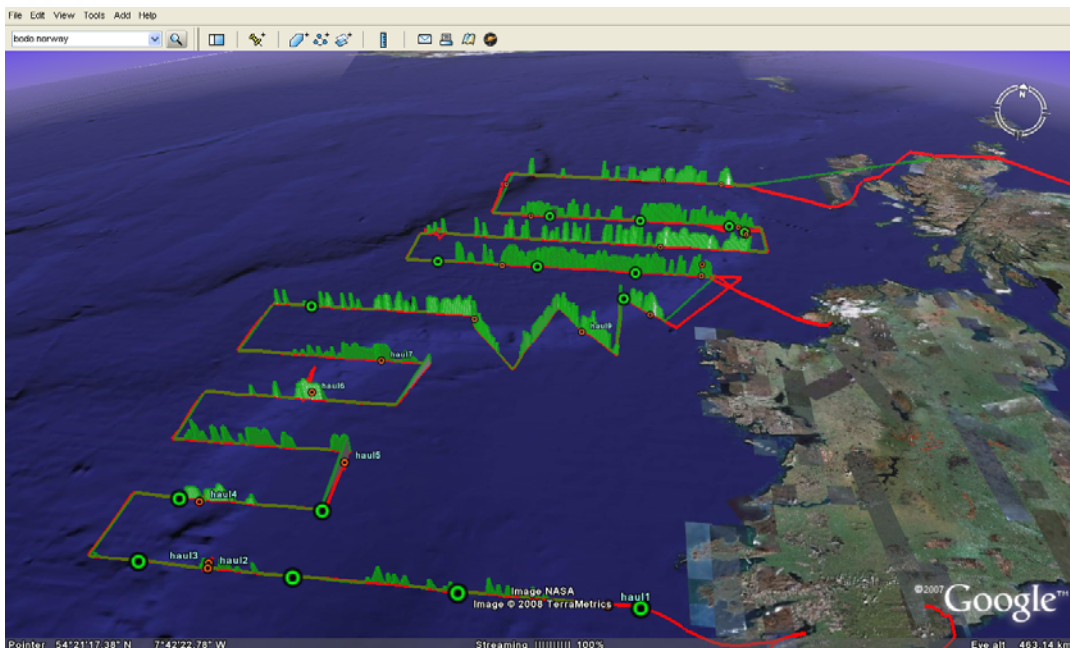 File Edit View Tools Add Help
bodo norway
N
haul9
haul7
haul6
haul5
haul4
haul3 haul2
haul1
Image NASA
Image © 2008 TerraMetrics
©2007 Google™
Pointer 54°21'17.38" N 7°42'22.78" W Streaming |||||||||| 100% Eye alt 463.14 km